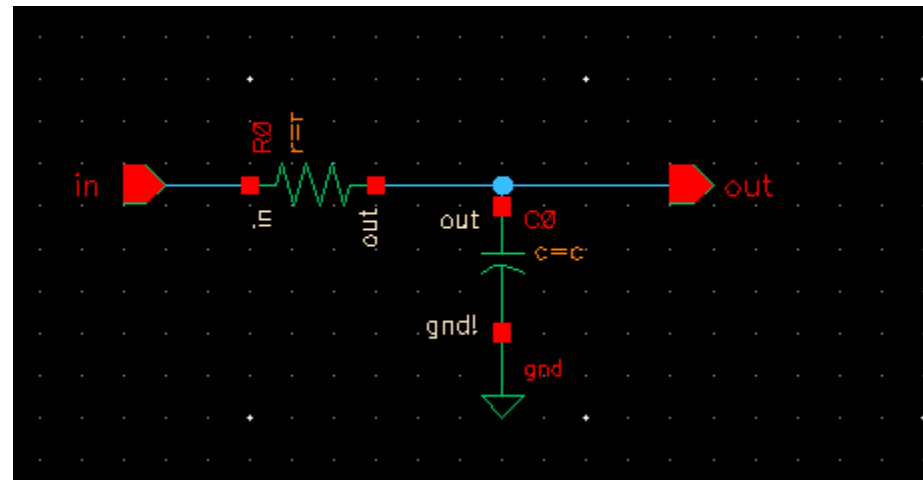 R0
r=r
in
in
out
out
C0
out
c=c
gnd!
gnd